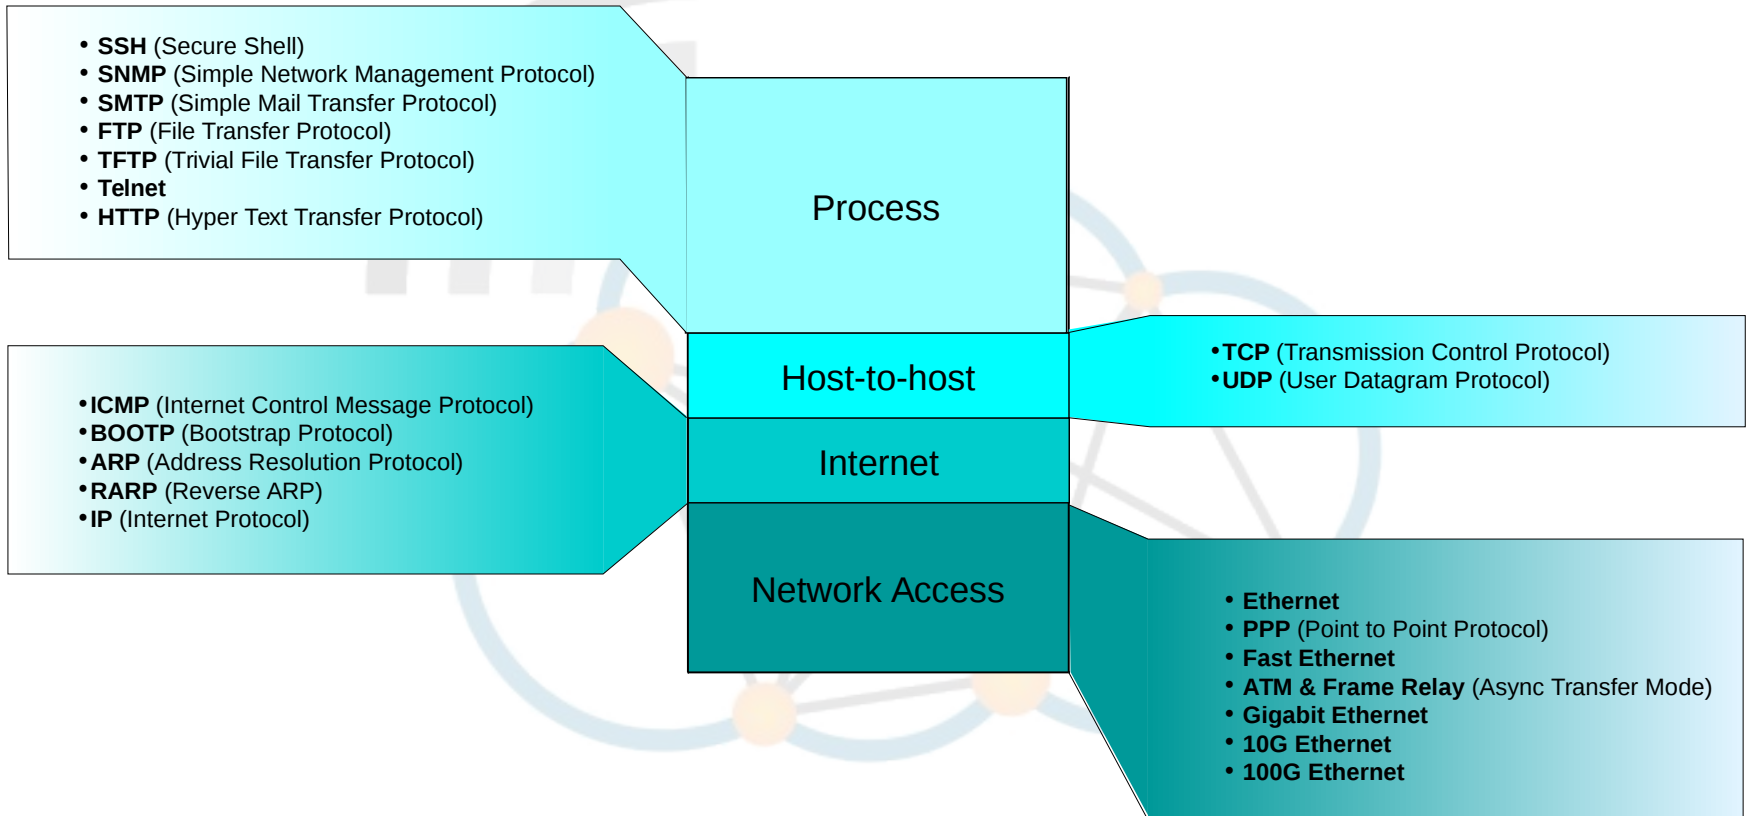 • SSH (Secure Shell)
• SNMP (Simple Network Management Protocol)
• SMTP (Simple Mail Transfer Protocol)
• FTP (File Transfer Protocol)
• TFTP (Trivial File Transfer Protocol)
• Telnet
• HTTP (Hyper Text Transfer Protocol)
Process
Host-to-host
•TCP (Transmission Control Protocol)
•UDP (User Datagram Protocol)
•ICMP (Internet Control Message Protocol)
•BOOTP (Bootstrap Protocol)
•ARP (Address Resolution Protocol)
•RARP (Reverse ARP)
•IP (Internet Protocol)
Internet
Network Access
• Ethernet
• PPP (Point to Point Protocol)
• Fast Ethernet
• ATM & Frame Relay (Async Transfer Mode)
• Gigabit Ethernet
• 10G Ethernet
• 100G Ethernet